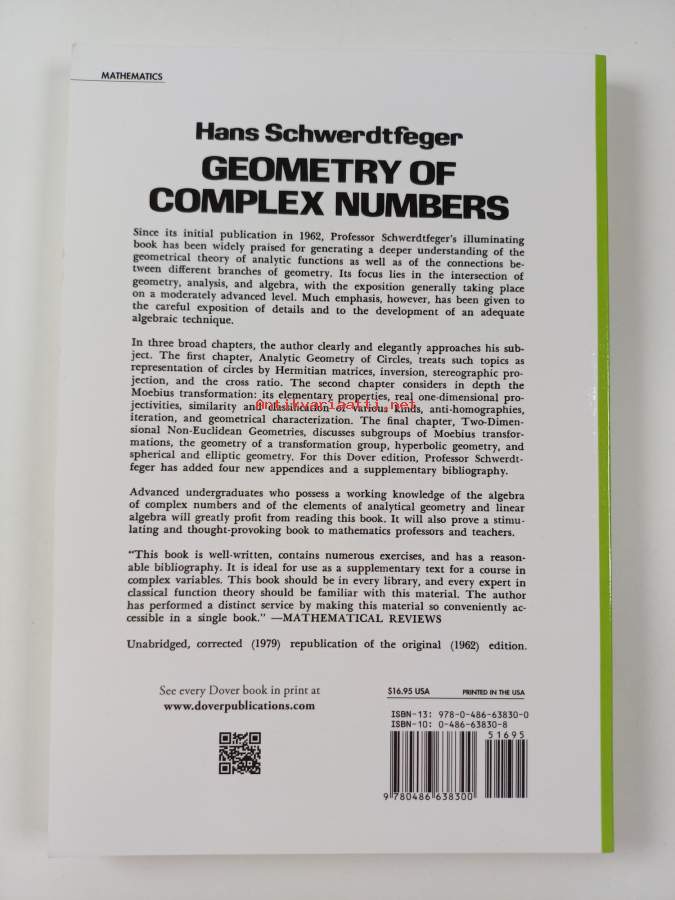 MATHEMATICS
Hans Schwerdtfeger
GEOMETRY OF
COMPLEX NUMBERS
Since its initial publication in 1962, Professor Schwerdtfeger's illuminating
book has been widely praised for generating a deeper understanding of the
geometrical theory of analytic functions as well as of the connections be-
tween different branches of geometry. Its focus lies in the intersection of
geometry, analysis, and algebra, with the exposition generally taking place
on a moderately advanced level. Much emphasis, however, has been given to
the careful exposition of details and to the development of an adequate
algebraic technique.
In three broad chapters, the author clearly and elegantly approaches his sub-
ject. The first chapter, Analytic Geometry of Circles, treats such topics as
representation of circles by Hermitian matrices, inversion, stereographic pro-
jection, and the cross ratio. The second chapter considers in depth the
Moebius transformation: its elementary properties, real one-dimensional pro-
jectivities, similarity and classification of various kinds, anti-homographies,
antikvariaatti.net
iteration, and geometrical characterization. The final chapter, Two-Dimen-
sional Non-Euclidean Geometries, discusses subgroups of Moebius transfor-
mations, the geometry of a transformation group, hyperbolic geometry, and
spherical and elliptic geometry. For this Dover edition, Professor Schwerdt-
feger has added four new appendices and a supplementary bibliography.
Advanced undergraduates who possess a working knowledge of the algebra
of complex numbers and of the elements of analytical geometry and linear
algebra will greatly profit from reading this book. It will also prove a stimu-
lating and thought-provoking book to mathematics professors and teachers.
"This book is well-written, contains numerous exercises, and has a reason-
able bibliography. It is ideal for use as a supplementary text for a course in
complex variables. This book should be in every library, and every expert in
classical function theory should be familiar with this material. The author
has performed a distinct service by making this material so conveniently ac-
cessible in a single book." —MATHEMATICAL REVIEWS
Unabridged, corrected (1979) republication of the original (1962) edition.
See every Dover book in print at
www.doverpublications.com
$16.95 USA PRINTED IN THE USA
ISBN-13: 978-0-486-63830-0
ISBN-10: 0-486-63830-8
51695
9 780486 638300